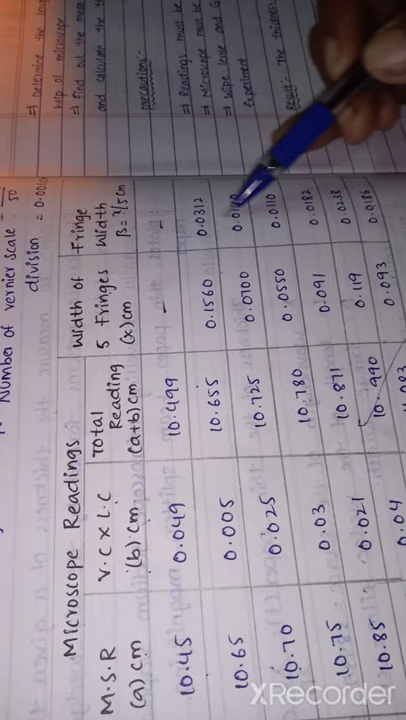 Number of vernier scale = 50
division = 0.001
Microscope Readings Width of Fringe
M.S.R V.C x L.C Total 5 Fringes Width
Reading
(a)cm (b)cm (a+b)cm (x)cm β=x/5 cm
10.45 0.049 10.499 - -
10.65 0.005 10.655 0.1560 0.0312
10.70 0.025 10.725 0.0700
10.75 0.03 10.780 0.0550 0.0110
10.85 0.021 10.871 0.091 0.0182
0.04 10.990 0.119 0.0238
0.093 0.0186
⇒ Determine the
help of microscope
⇒ Find out the
and calculate the
precautions:-
⇒ Readings must be
⇒ Microscope must be
⇒ Wipe lense and
experiment
Result:- The thickness
XRecorder